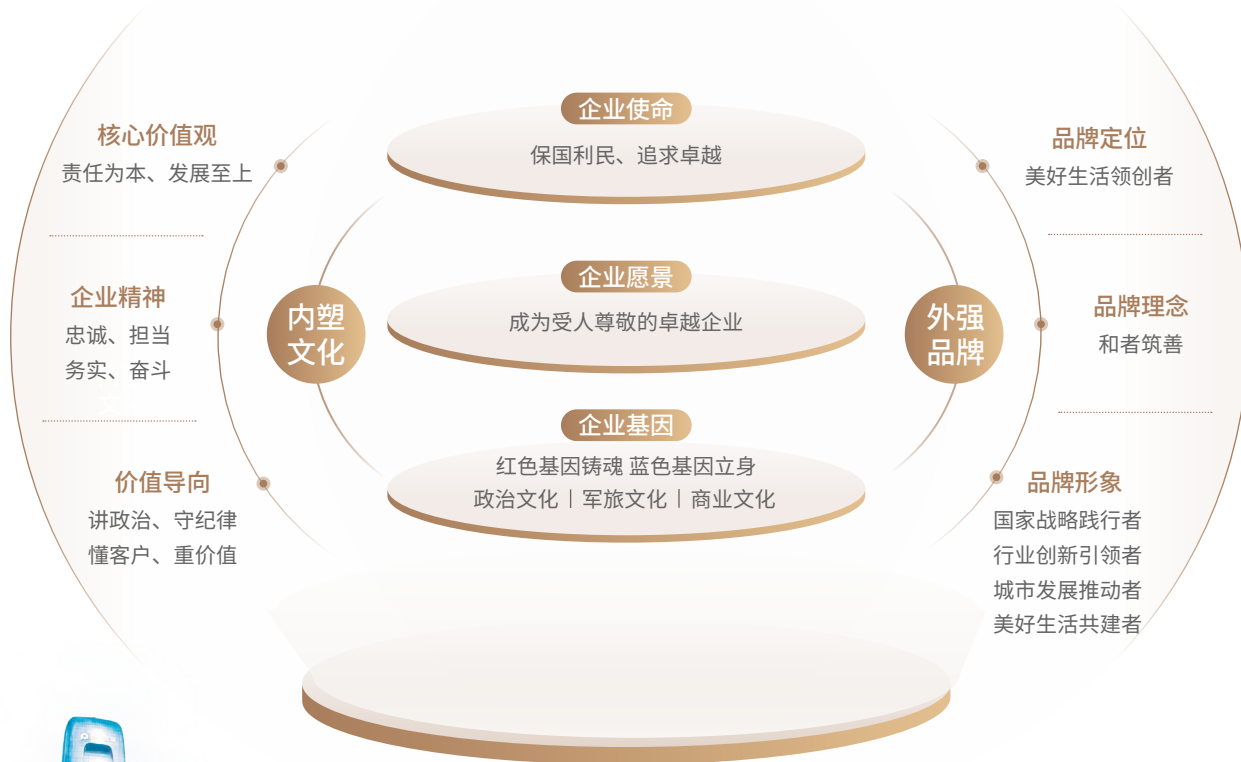 核心价值观
责任为本、发展至上
企业精神
忠诚、担当
务实、奋斗
价值导向
讲政治、守纪律
懂客户、重价值
内塑
文化
企业使命
保国利民、追求卓越
企业愿景
成为受人尊敬的卓越企业
企业基因
红色基因铸魂 蓝色基因立身
政治文化｜军旅文化｜商业文化
外强
品牌
品牌定位
美好生活领创者
品牌理念
和者筑善
品牌形象
国家战略践行者
行业创新引领者
城市发展推动者
美好生活共建者